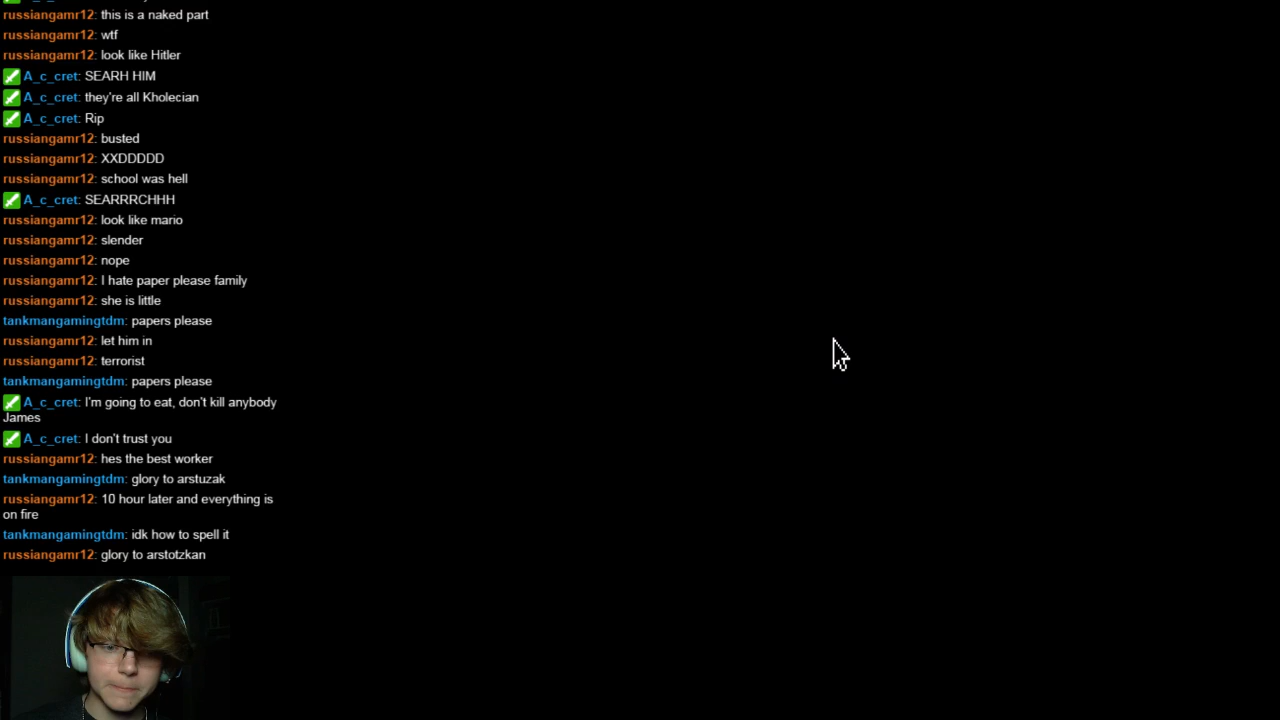 russiangamr12: this is a naked part
russiangamr12: wtf
russiangamr12: look like Hitler
A_c_cret: SEARH HIM
A_c_cret: they're all Kholecian
A_c_cret: Rip
russiangamr12: busted
russiangamr12: XXDDDDD
russiangamr12: school was hell
A_c_cret: SEARRRCHHH
russiangamr12: look like mario
russiangamr12: slender
russiangamr12: nope
russiangamr12: I hate paper please family
russiangamr12: she is little
tankmangamingtdm: papers please
russiangamr12: let him in
russiangamr12: terrorist
tankmangamingtdm: papers please
A_c_cret: I'm going to eat, don't kill anybody
James
A_c_cret: I don't trust you
russiangamr12: hes the best worker
tankmangamingtdm: glory to arstuzak
russiangamr12: 10 hour later and everything is
on fire
tankmangamingtdm: idk how to spell it
russiangamr12: glory to arstotzkan